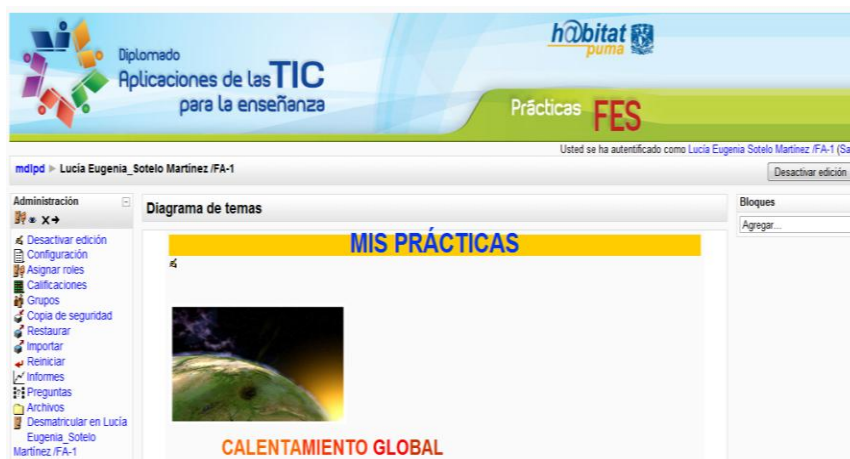 Diplomado
Aplicaciones de las TIC
para la enseñanza
h@bitat
puma
Prácticas FES
Usted se ha autentificado como Lucía Eugenia Sotelo Martínez /FA-1 (Sa
mdlpd ► Lucía Eugenia_Sotelo Martínez /FA-1
Desactivar edición
Administración
Desactivar edición
Configuración
Asignar roles
Calificaciones
Grupos
Copia de seguridad
Restaurar
Importar
Reiniciar
Informes
Preguntas
Archivos
Desmatricular en Lucía
Eugenia_Sotelo
Martínez /FA-1
Diagrama de temas
MIS PRÁCTICAS
CALENTAMIENTO GLOBAL
Bloques
Agregar...